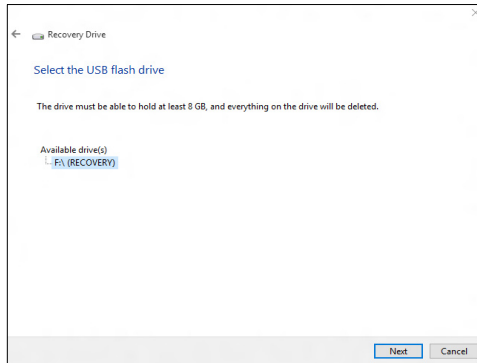 Recovery Drive
Select the USB flash drive
The drive must be able to hold at least 8 GB, and everything on the drive will be deleted.
Available drive(s)
F:\ (RECOVERY)
Next Cancel